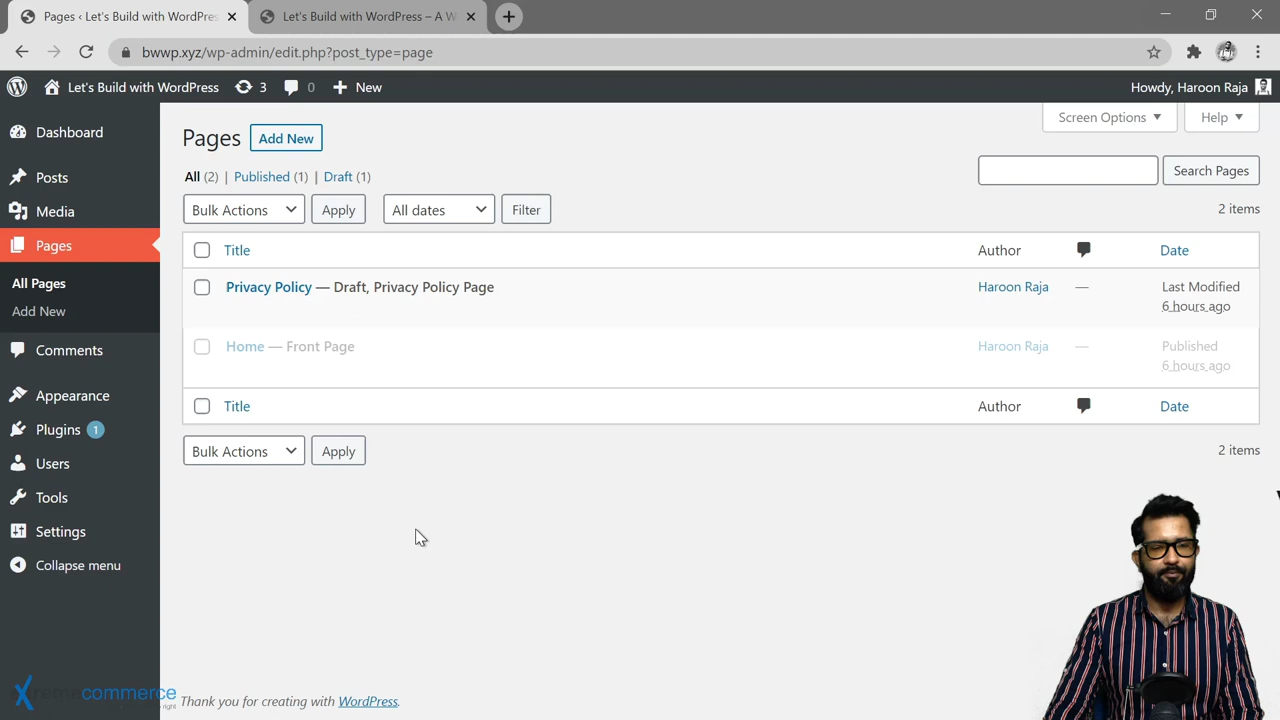 Pages ‹ Let's Build with WordPres
Let's Build with WordPress – A W
bwwp.xyz/wp-admin/edit.php?post_type=page
Let's Build with WordPress 3 0 New
Howdy, Haroon Raja
Dashboard
Posts
Media
Pages
All Pages
Add New
Comments
Appearance
Plugins 1
Users
Tools
Settings
Collapse menu
Screen Options Help
Pages Add New
All (2) | Published (1) | Draft (1)
Search Pages
Bulk Actions Apply All dates Filter
2 items
Title Author Date
Privacy Policy — Draft, Privacy Policy Page Haroon Raja — Last Modified
6 hours ago
Home — Front Page Haroon Raja — Published
6 hours ago
Title Author Date
Bulk Actions Apply
2 items
Thank you for creating with WordPress.
extremecommerce